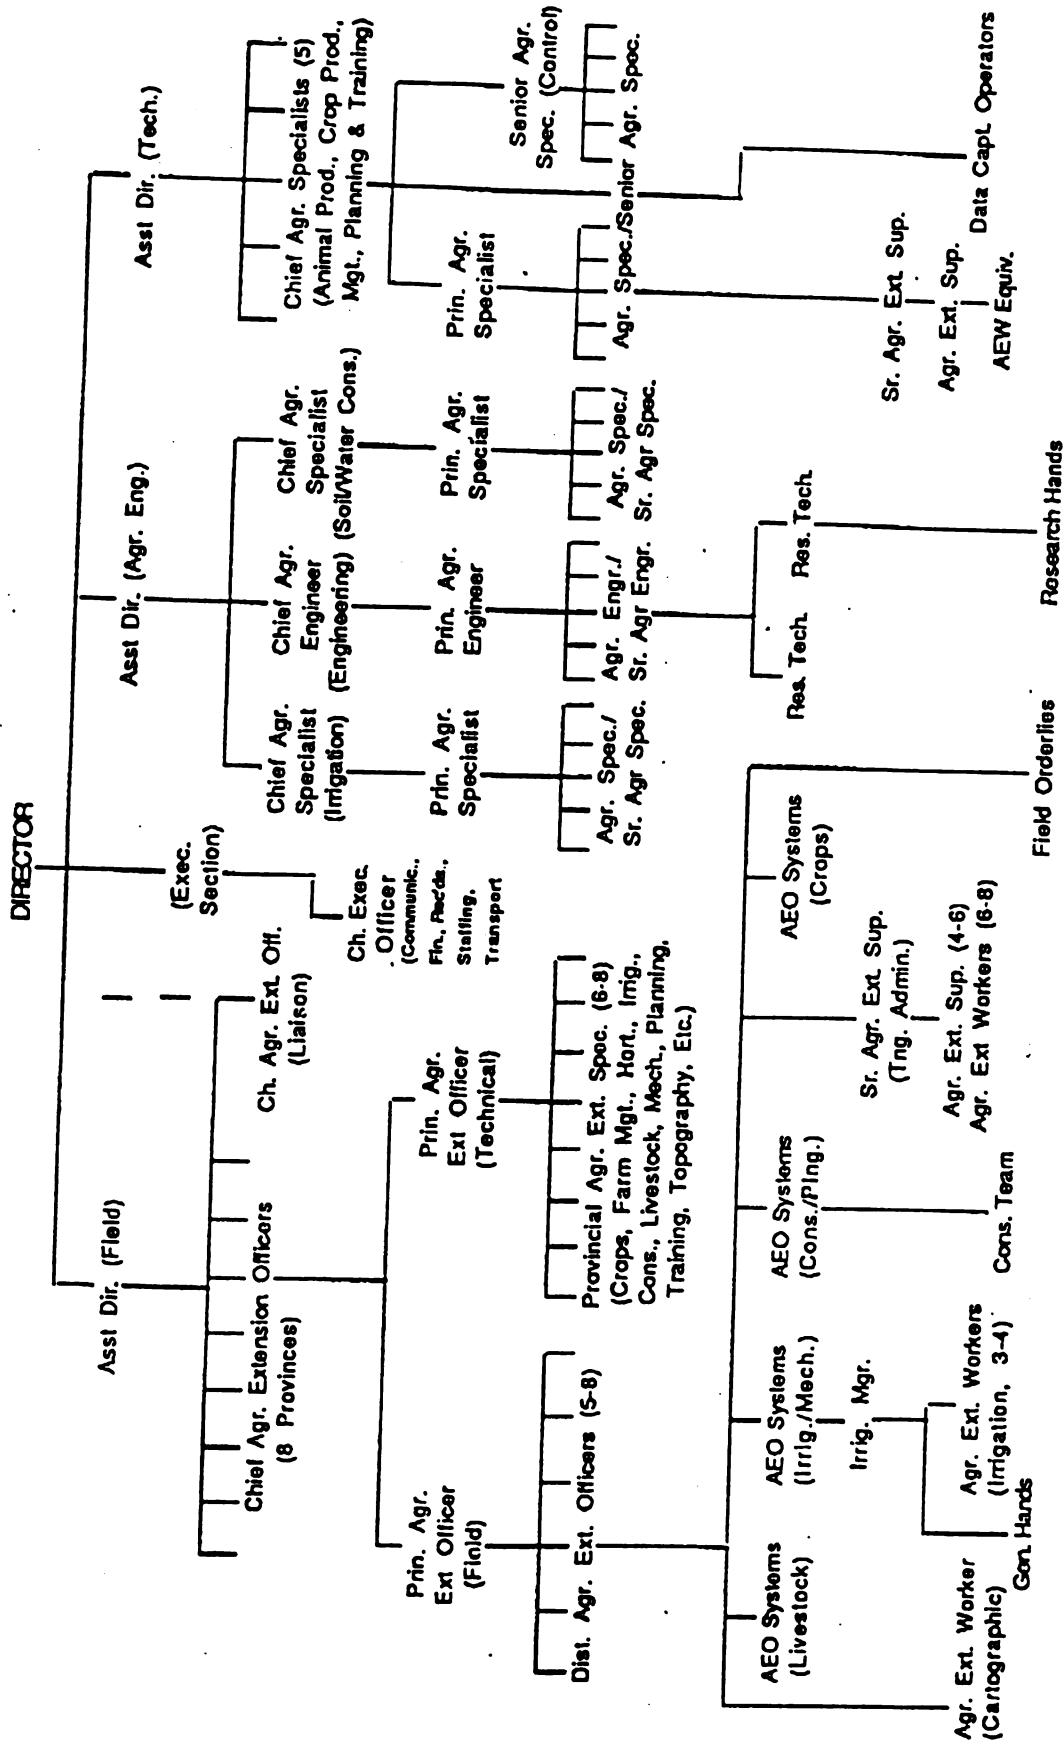 DIRECTOR
Asst Dir. (Field)
(Exec.
Section)
Asst Dir. (Agr. Eng.)
Asst Dir. (Tech.)
Chief Agr. Extension Officers
(8 Provinces)
Ch. Agr. Ext. Off.
(Liaison)
Ch. Exec.
Officer
(Communic.,
Fin., Rec'ds.,
Staffing,
Transport
Chief Agr.
Specialist
(Irrigation)
Chief Agr.
Engineer
(Engineering)
Chief Agr.
Specialist
(Soil/Water Cons.)
Chief Agr. Specialists (5)
(Animal Prod., Crop Prod.,
Mgt., Planning & Training)
Prin. Agr.
Ext Officer
(Field)
Prin. Agr.
Ext Officer
(Technical)
Prin. Agr.
Specialist
Prin. Agr.
Engineer
Prin. Agr.
Specialist
Prin. Agr.
Specialist
Senior Agr.
Spec. (Control)
Dist. Agr. Ext. Officers (5-8)
Provincial Agr. Ext. Spec. (6-8)
(Crops, Farm Mgt., Hort., Irrig.,
Cons., Livestock, Mech., Planning,
Training, Topography, Etc.)
Agr. Spec./
Sr. Agr Spec.
Agr. Engr./
Sr. Agr Engr.
Agr. Spec./
Sr. Agr Spec.
Agr. Spec./Senior Agr. Spec.
AEO Systems
(Livestock)
AEO Systems
(Irrig./Mech.)
AEO Systems
(Cons./Plng.)
AEO Systems
(Crops)
Res. Tech.
Res. Tech.
Irrig. Mgr.
Sr. Agr. Ext. Sup.
(Tng. Admin.)
Sr. Agr. Ext. Sup.
Agr. Ext. Sup.
AEW Equiv.
Data Capt. Operators
Agr. Ext. Worker
(Cartographic)
Gen. Hands
Agr. Ext. Workers
(Irrigation, 3-4)
Cons. Team
Agr. Ext. Sup. (4-6)
Agr. Ext Workers (6-8)
Field Orderlies
Research Hands